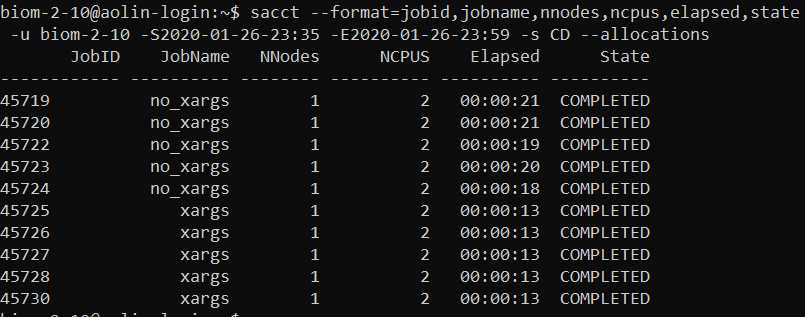 biom-2-10@aolin-login:~$ sacct --format=jobid,jobname,nnodes,ncpus,elapsed,state
-u biom-2-10 -S2020-01-26-23:35 -E2020-01-26-23:59 -s CD --allocations
JobID JobName NNodes NCPUS Elapsed State
------------ ---------- -------- ---------- ---------- ----------
45719 no_xargs 1 2 00:00:21 COMPLETED
45720 no_xargs 1 2 00:00:21 COMPLETED
45722 no_xargs 1 2 00:00:19 COMPLETED
45723 no_xargs 1 2 00:00:20 COMPLETED
45724 no_xargs 1 2 00:00:18 COMPLETED
45725 xargs 1 2 00:00:13 COMPLETED
45726 xargs 1 2 00:00:13 COMPLETED
45727 xargs 1 2 00:00:13 COMPLETED
45728 xargs 1 2 00:00:13 COMPLETED
45730 xargs 1 2 00:00:13 COMPLETED